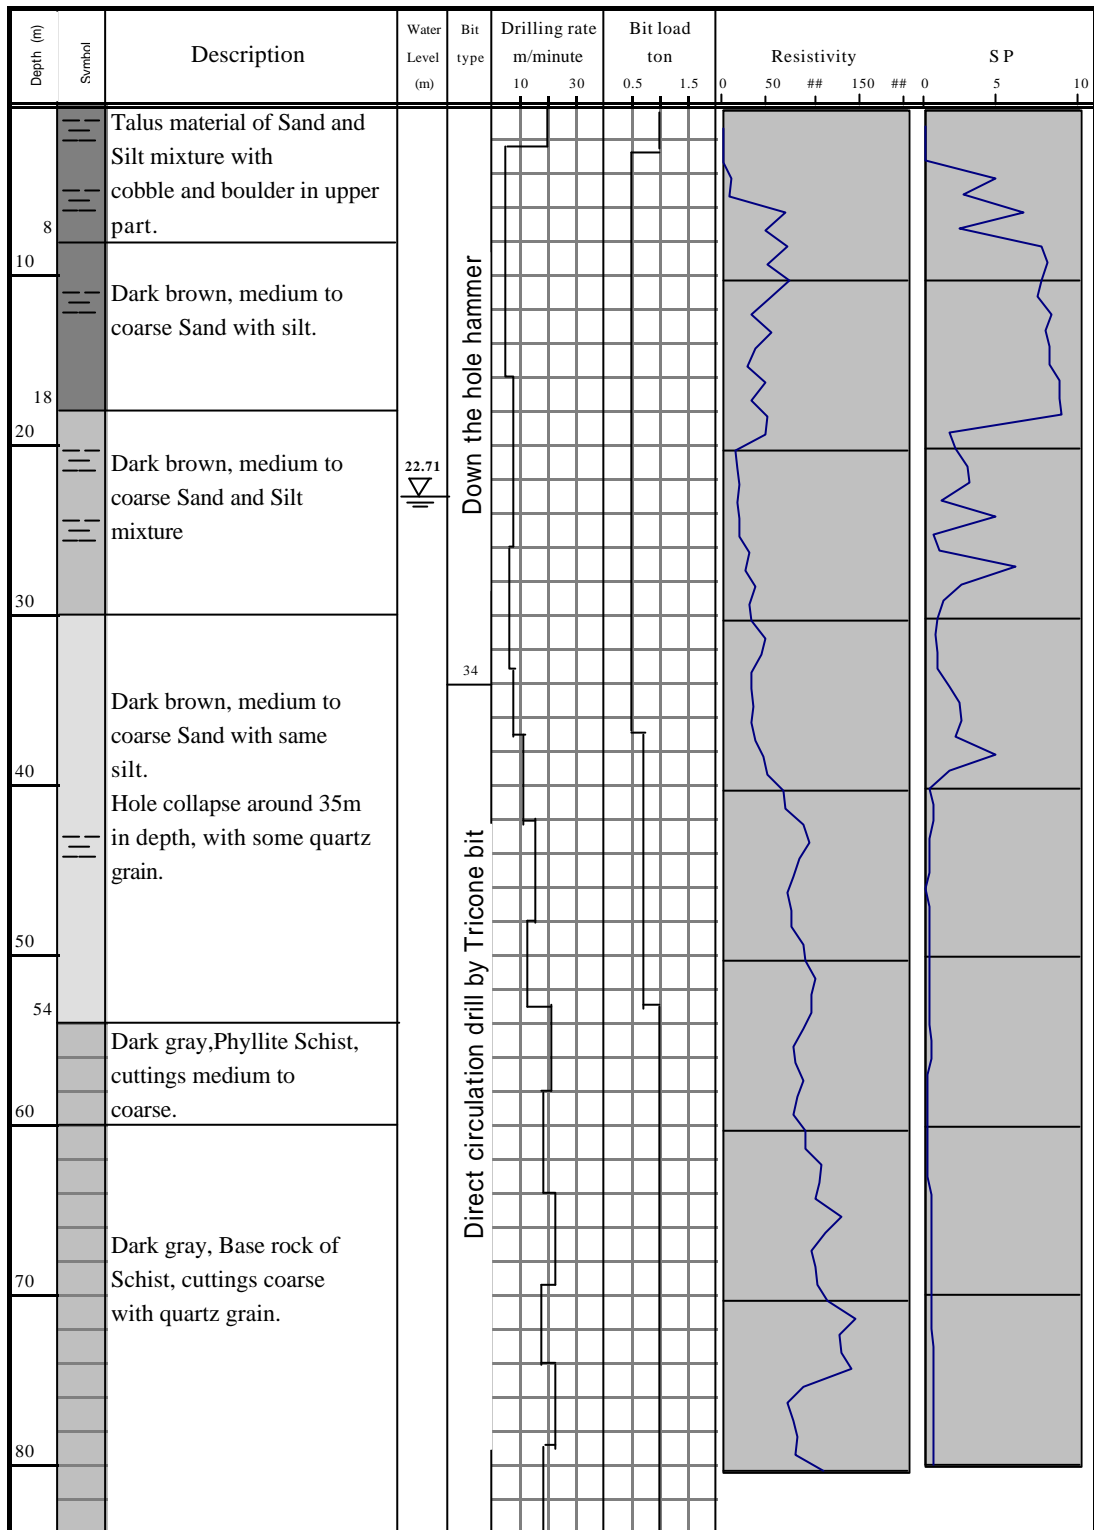 Depth (m)
Symbol
Description
Water
Level
(m)
Bit
type
Drilling rate
m/minute
10 30
Bit load
ton
0.5 1.5
Resistivity
0 50 ## 150 ##
S P
0 5 10
Talus material of Sand and
Silt mixture with
cobble and boulder in upper
part.
8
10
Dark brown, medium to
coarse Sand with silt.
18
20
Dark brown, medium to
coarse Sand and Silt
mixture
22.71
30
Down the hole hammer
34
Dark brown, medium to
coarse Sand with same
silt.
40
Hole collapse around 35m
in depth, with some quartz
grain.
50
54
Direct circulation drill by Tricone bit
Dark gray,Phyllite Schist,
cuttings medium to
coarse.
60
Dark gray, Base rock of
Schist, cuttings coarse
with quartz grain.
70
80